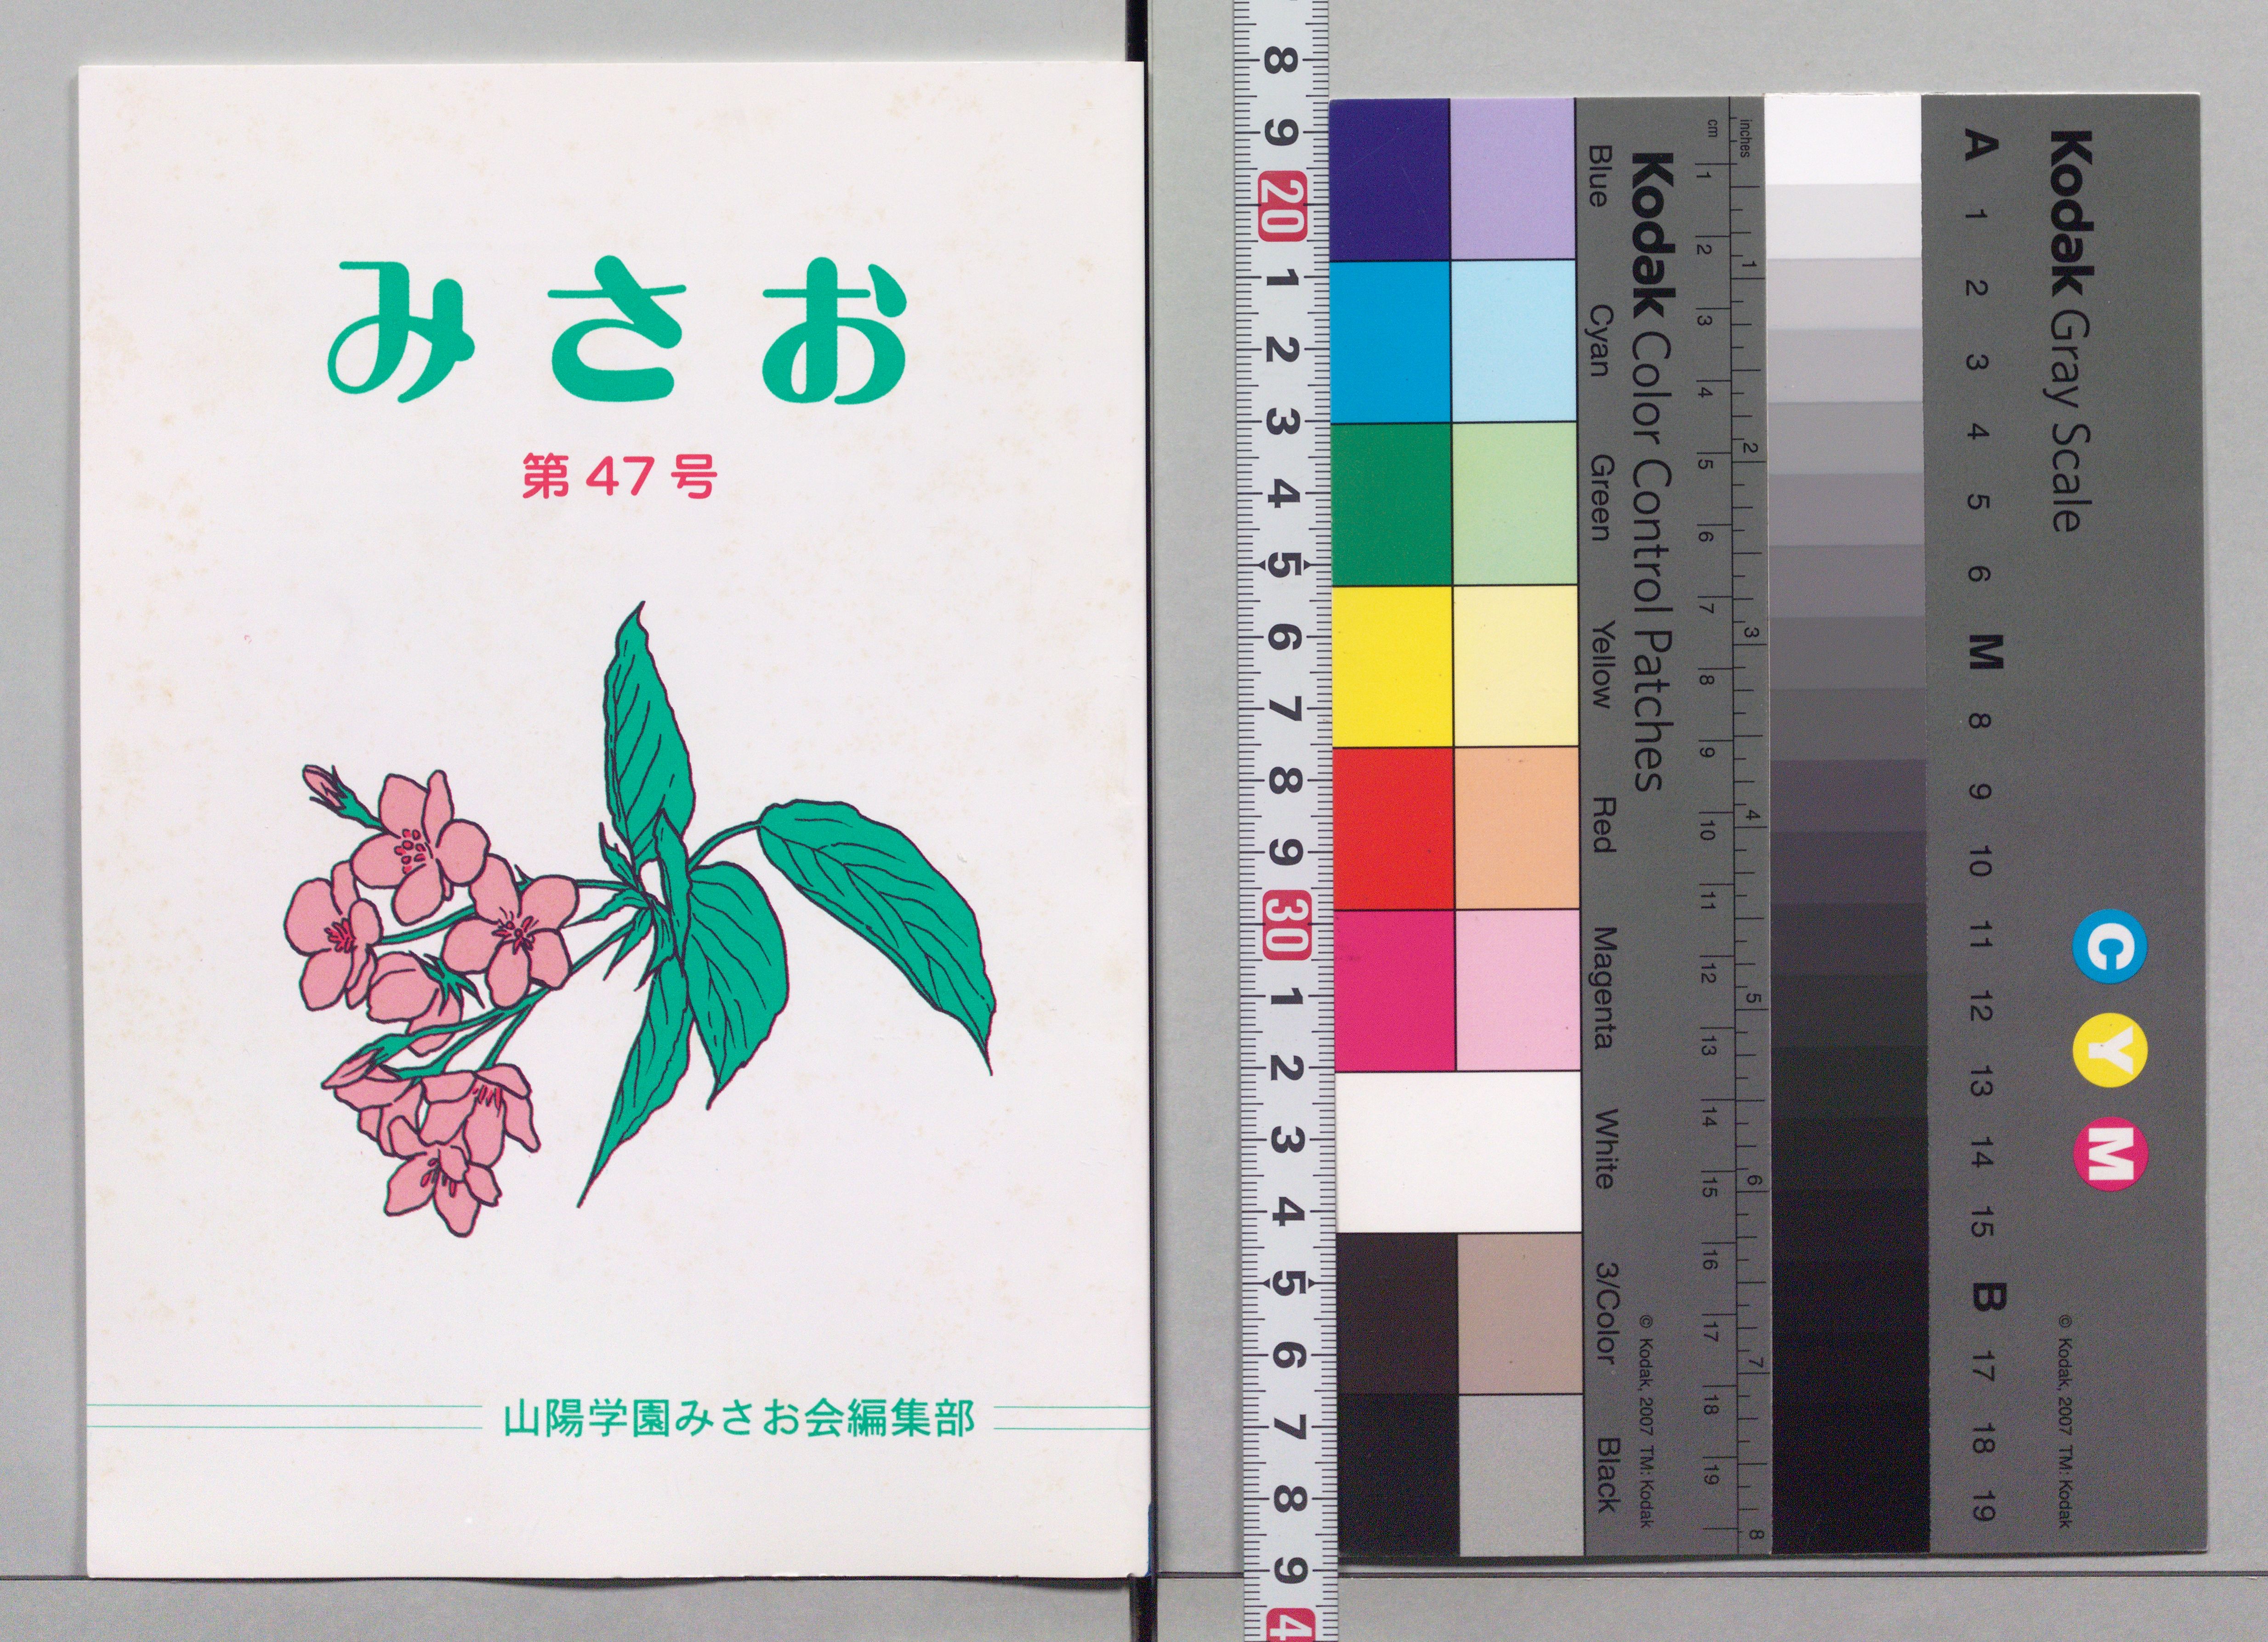 みさお
第47号
山陽学園みさお会編集部
8 9 20 1 2 3 4 5 6 7 8 9 30 1 2 3 4 5 6 7 8 9 4
Blue Cyan Green Yellow Red Magenta White 3/Color Black
Kodak Color Control Patches
© Kodak, 2007 TM: Kodak
cm 1 2 3 4 5 6 7 8 9 10 11 12 13 14 15 16 17 18 19
inches 1 2 3 4 5 6 7 8
A 1 2 3 4 5 6 M 8 9 10 11 12 13 14 15 B 17 18 19
Kodak Gray Scale
© Kodak, 2007 TM: Kodak
C Y M